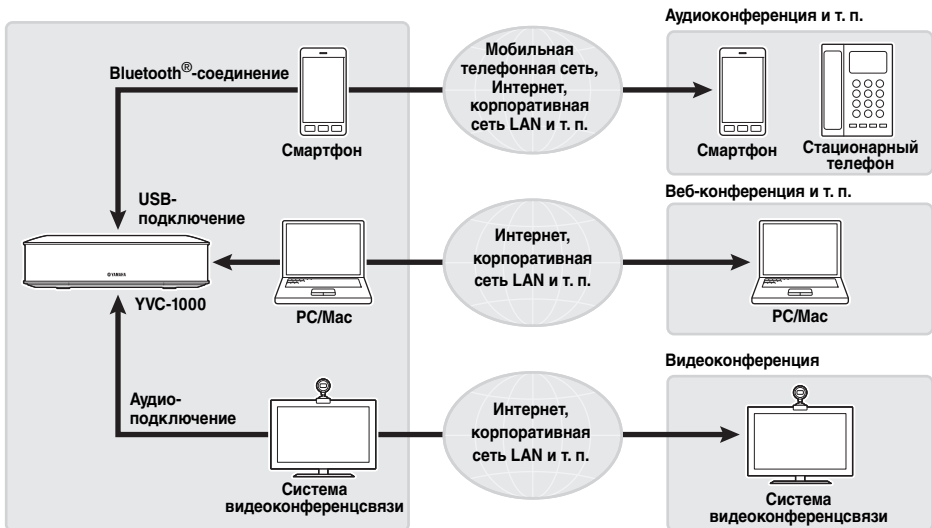 Аудиоконференция и т. п.
Bluetooth®-соединение
Смартфон
Мобильная
телефонная сеть,
Интернет,
корпоративная
сеть LAN и т. п.
Смартфон
Стационарный
телефон
Веб-конференция и т. п.
USB-
подключение
YAMAHA
YVC-1000
PC/Mac
Интернет,
корпоративная
сеть LAN и т. п.
PC/Mac
Видеоконференция
Аудио-
подключение
Система
видеоконференцсвязи
Интернет,
корпоративная
сеть LAN и т. п.
Система
видеоконференцсвязи